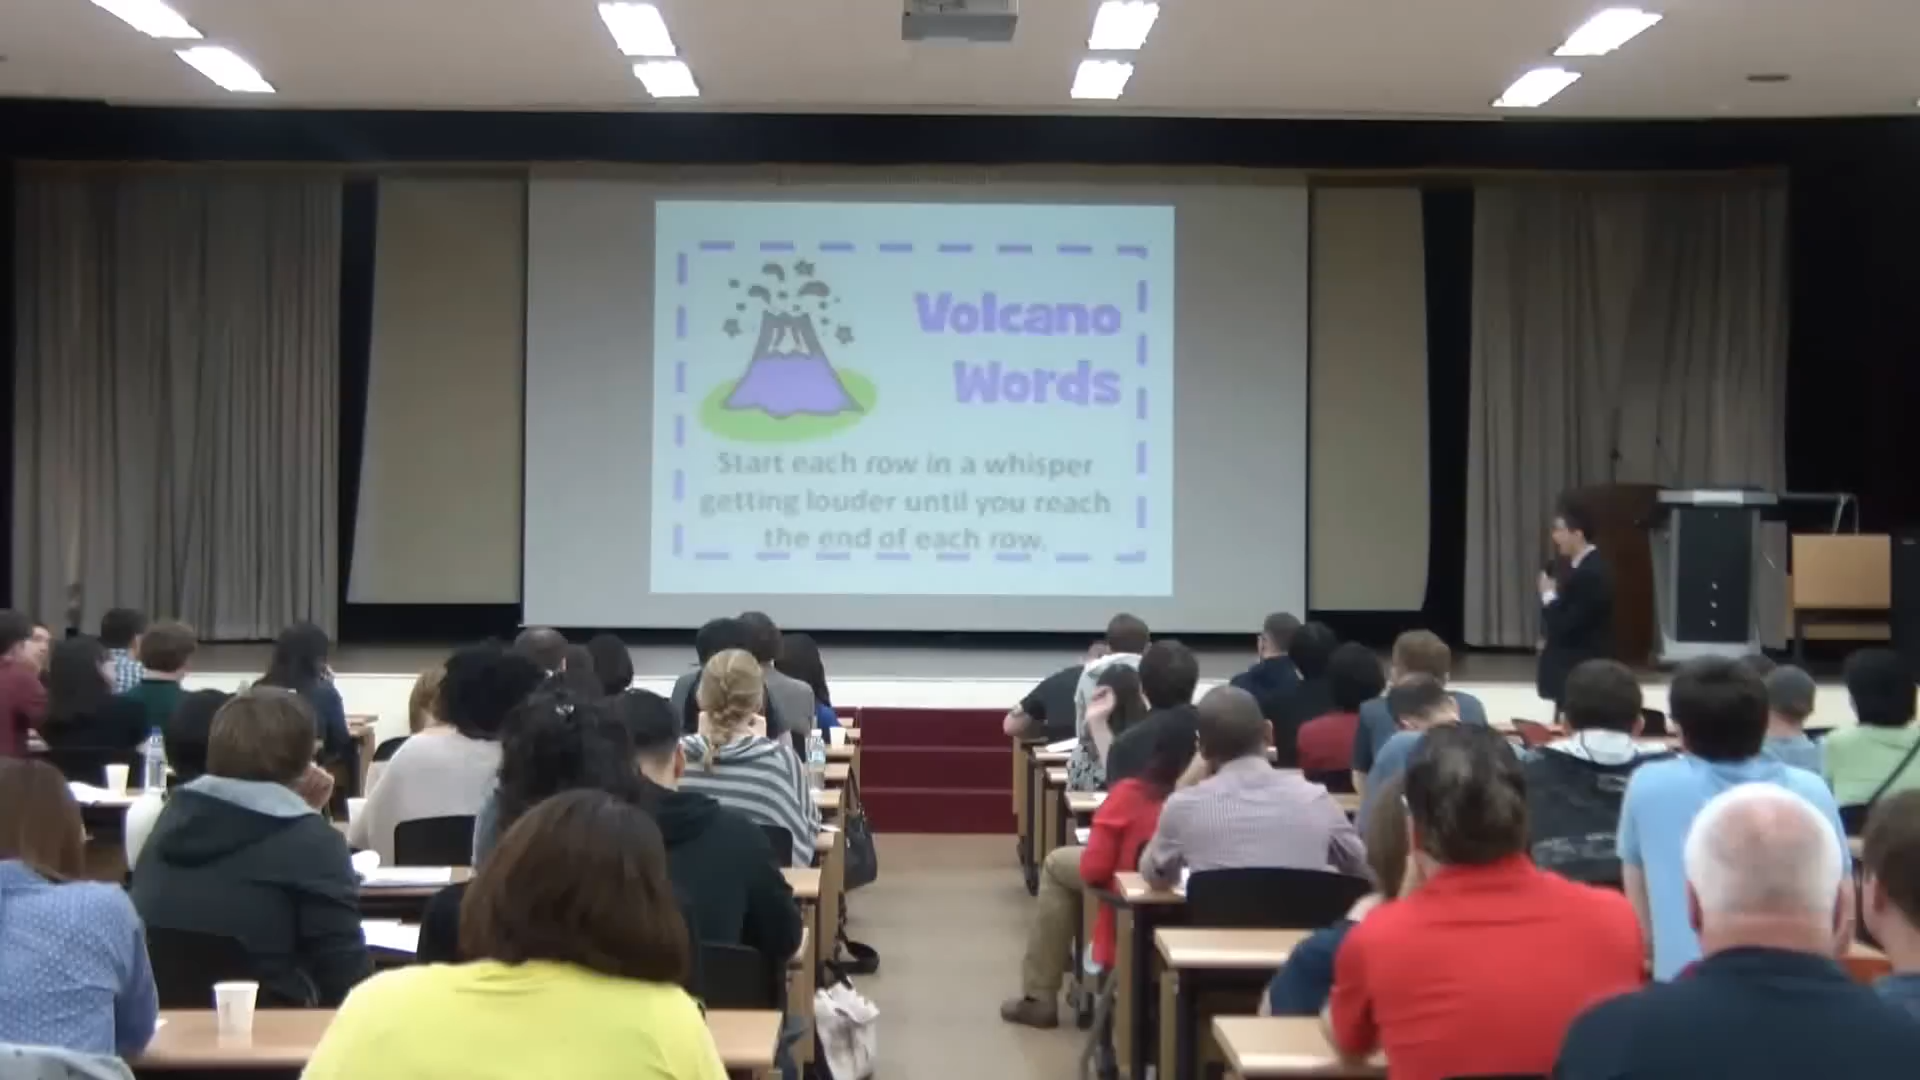 Volcano
Words
Start each row in a whisper
getting louder until you reach
the end of each row.